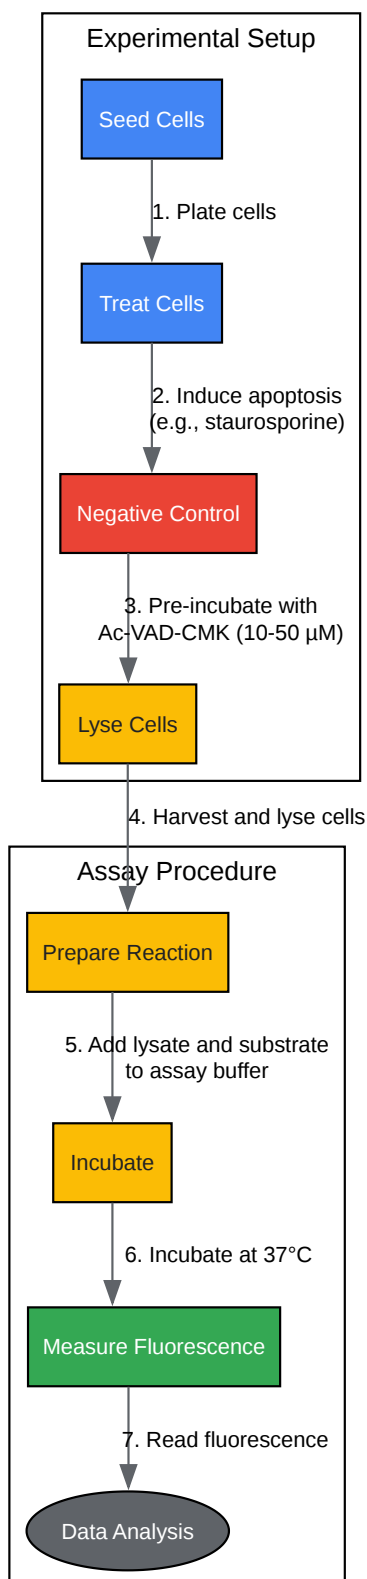 Experimental Setup
Seed Cells
1. Plate cells
Treat Cells
2. Induce apoptosis
(e.g., staurosporine)
Negative Control
3. Pre-incubate with
Ac-VAD-CMK (10-50 µM)
Lyse Cells
4. Harvest and lyse cells
Assay Procedure
Prepare Reaction
5. Add lysate and substrate
to assay buffer
Incubate
6. Incubate at 37°C
Measure Fluorescence
7. Read fluorescence
Data Analysis